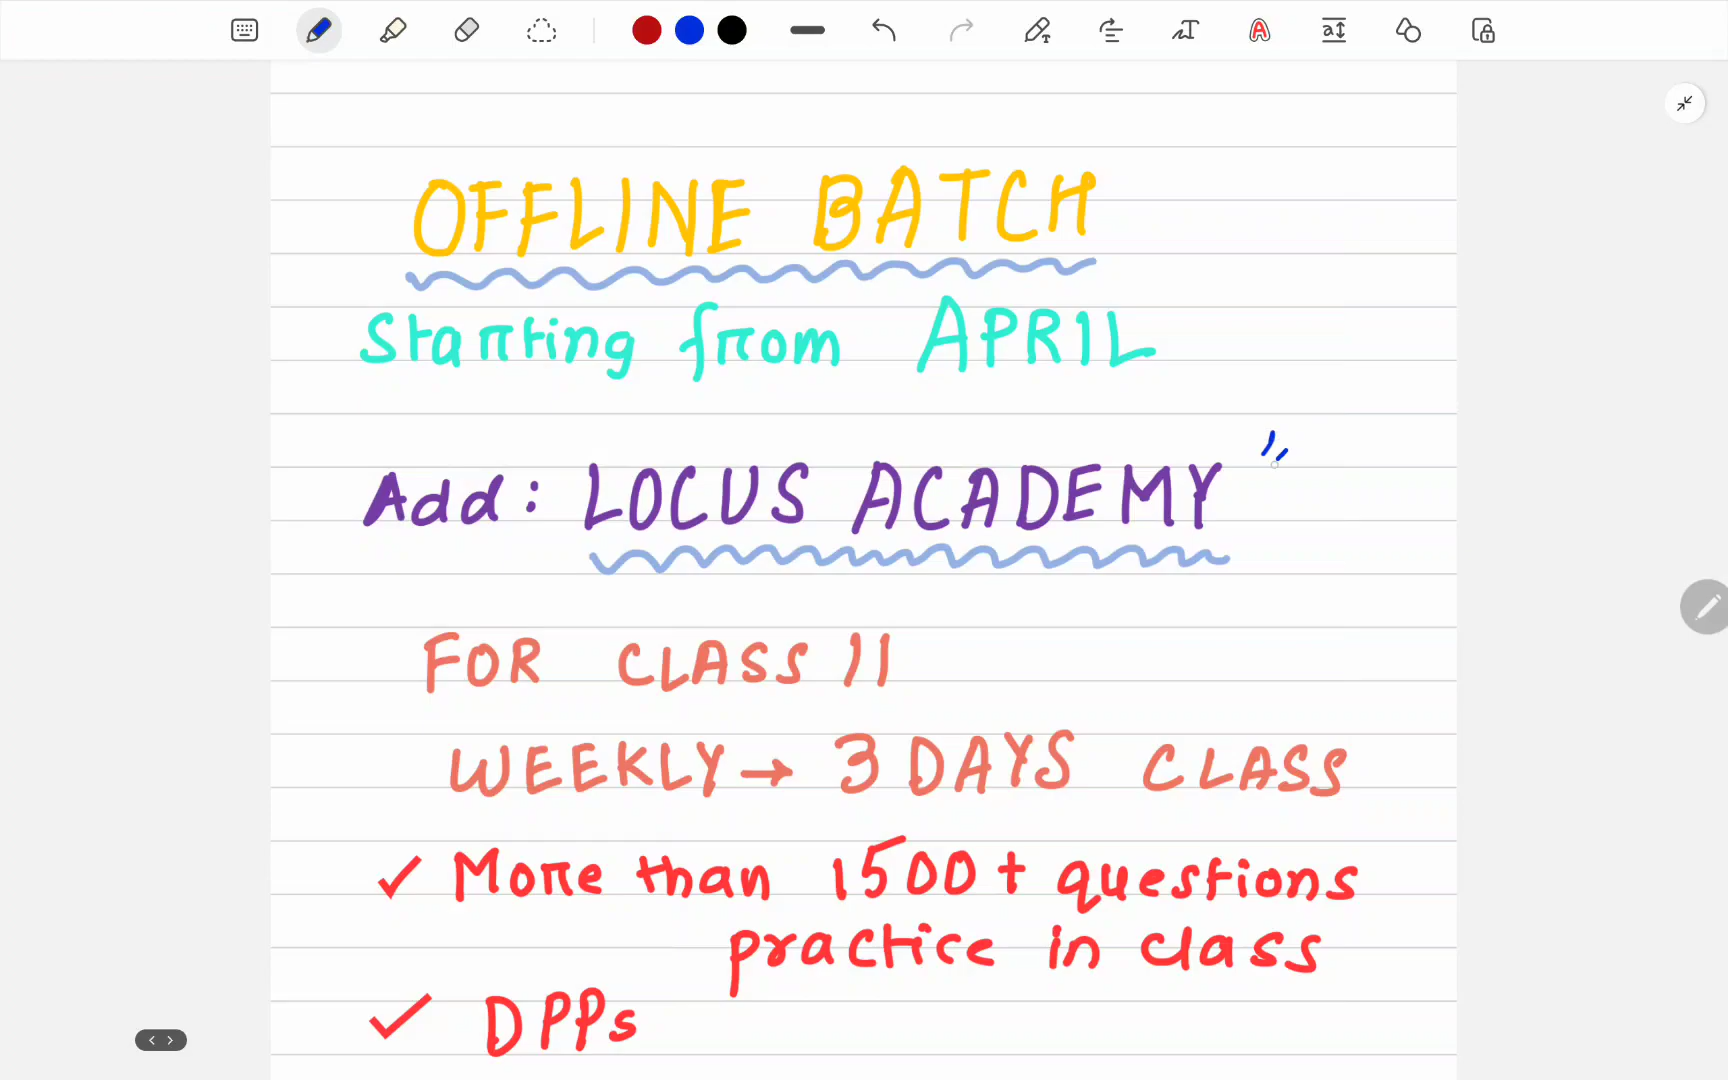 OFFLINE BATCH
Starting from APRIL
Add: LOCUS ACADEMY
FOR CLASS 11
WEEKLY → 3 DAYS CLASS
✓ More than 1500+ questions
practice in class
✓ DPPs